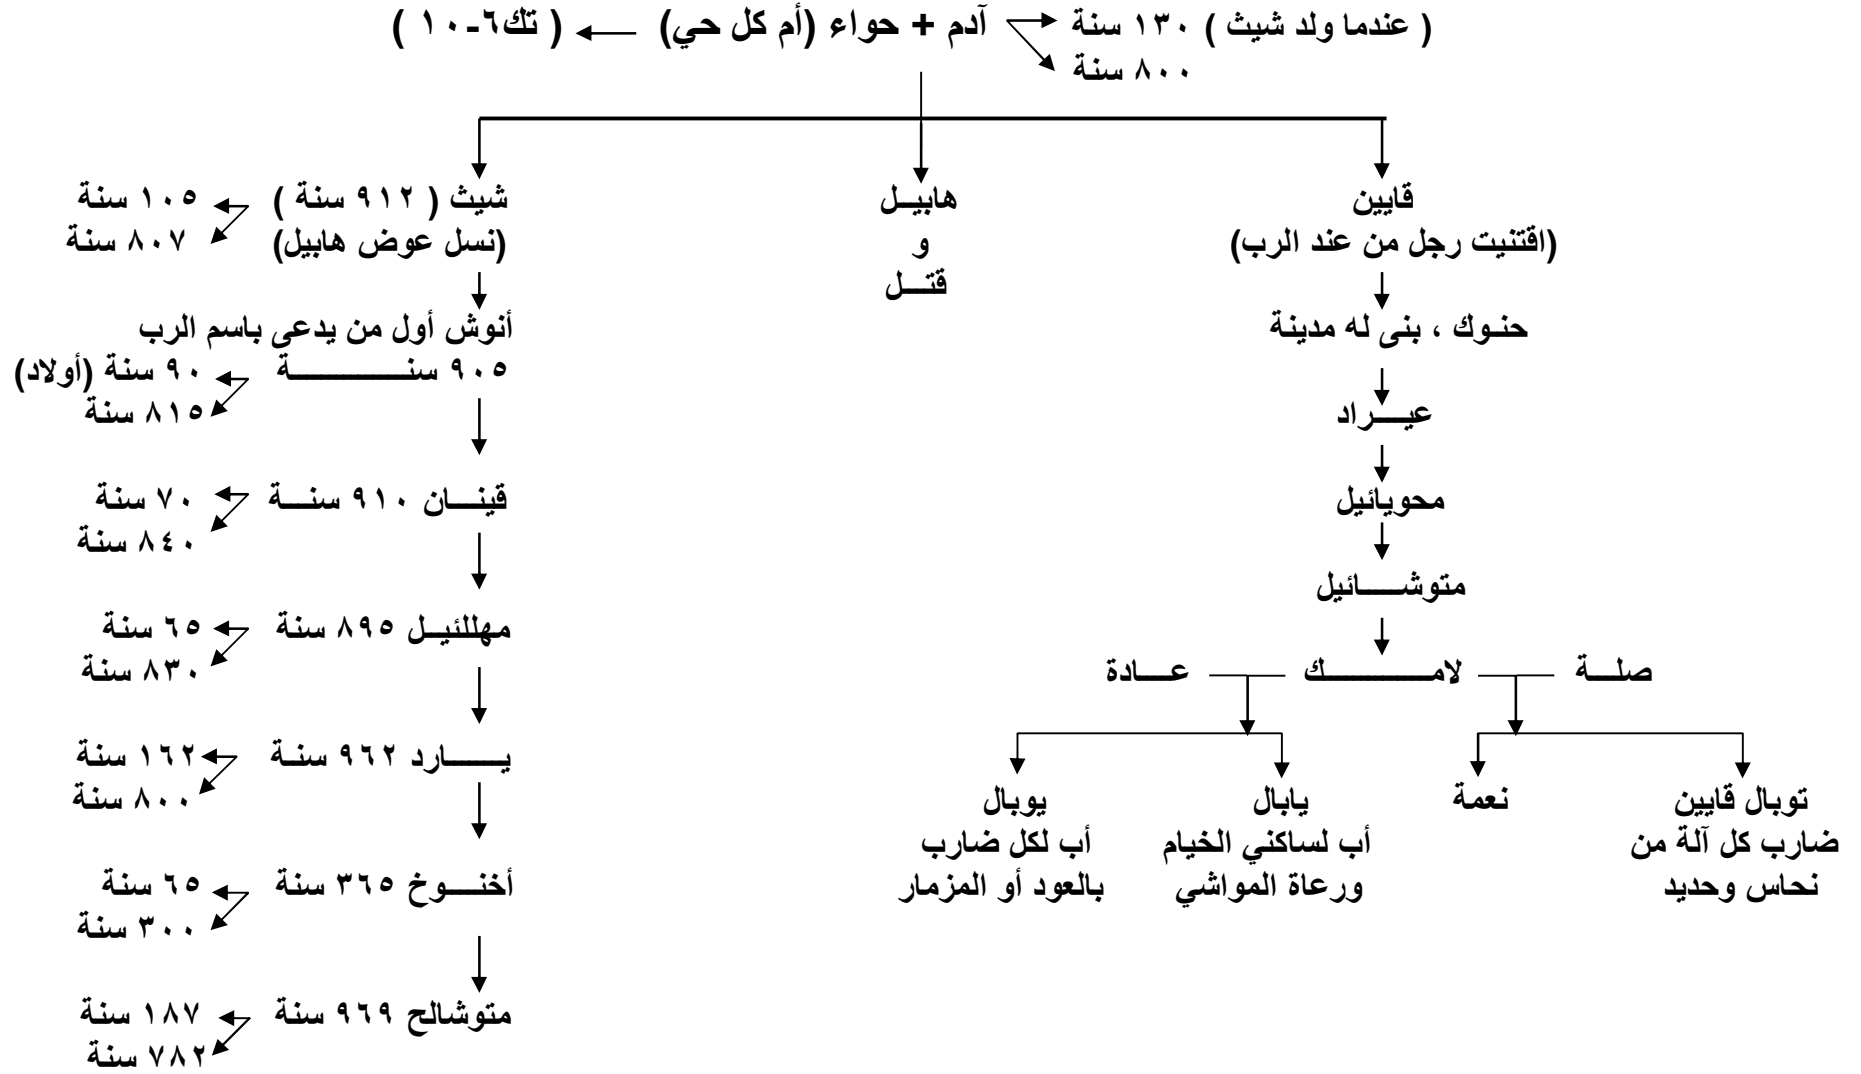 ( عندما ولد شيث ) ١٣٠ سنة آدم + حواء (أم كل حي) ( تك٦-١٠ )
٨٠٠ سنة
قايين هابيل شيث ( ٩١٢ سنة ) ١٠٥ سنة
(اقتنيت رجل من عند الرب) و (نسل عوض هابيل) ٨٠٧ سنة
قتل
حنوك ، بنى له مدينة أنوش أول من يدعى باسم الرب
٩٠٥ سنة ٩٠ سنة (أولاد)
عيراد ٨١٥ سنة
محويائيل قينان ٩١٠ سنة ٧٠ سنة
٨٤٠ سنة
متوشائيل
مهللئيل ٨٩٥ سنة ٦٥ سنة
صلة لامك عادة ٨٣٠ سنة
يارد ٩٦٢ سنة ١٦٢ سنة
توبال قايين نعمة يابال يوبال ٨٠٠ سنة
ضارب كل آلة من أب لساكني الخيام أب لكل ضارب
نحاس وحديد ورعاة المواشي بالعود أو المزمار أخنوخ ٣٦٥ سنة ٦٥ سنة
٣٠٠ سنة
متوشالح ٩٦٩ سنة ١٨٧ سنة
٧٨٢ سنة